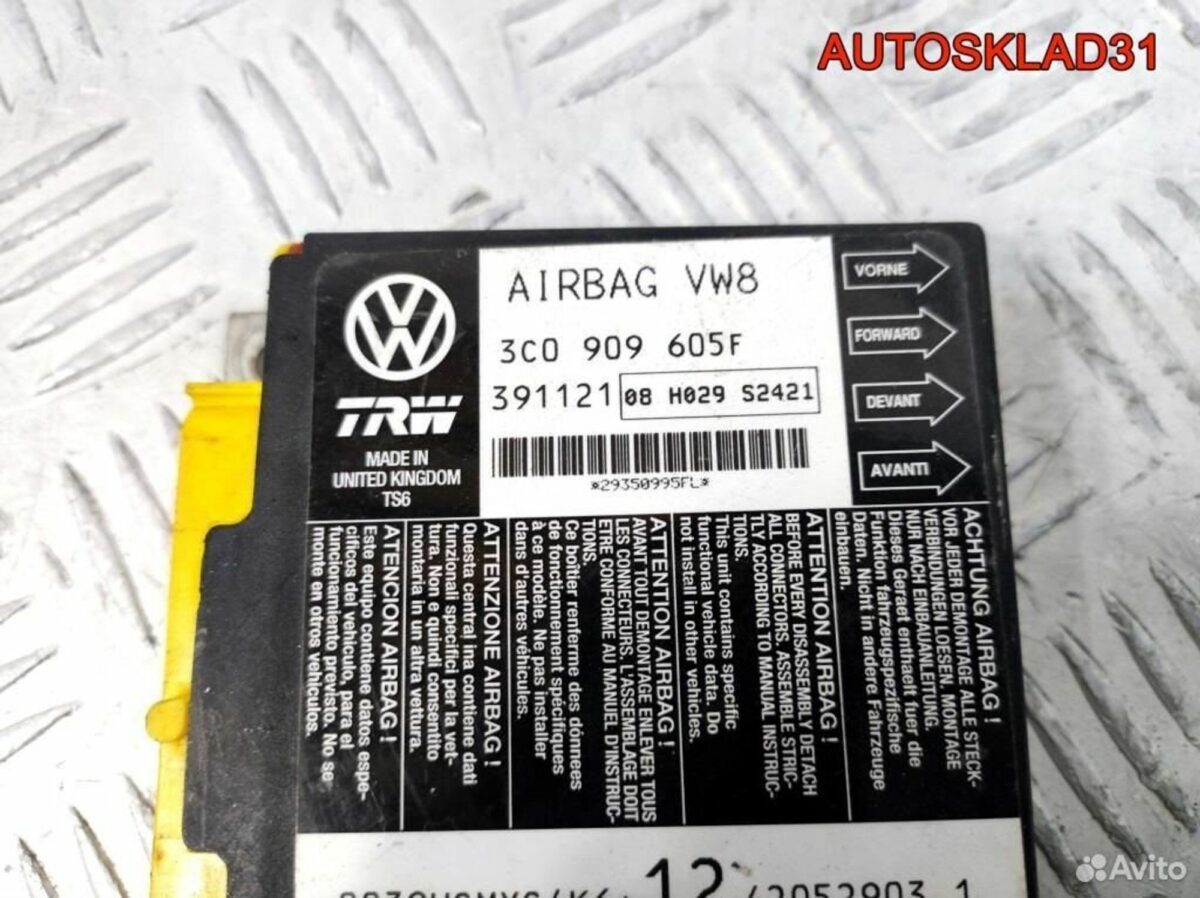 AUTOSKLAD31
AIRBAG VW8
3C0 909 605F
391121 08 H029 S2421
*29350995FL*
TRW
MADE IN
UNITED KINGDOM
TS6
VORNE
FORWARD
DEVANT
AVANTI
ACHTUNG AIRBAG!
VOR JEDER DEMONTAGE ALLE STECK-
VERBINDUNGEN LOESEN, MONTAGE
NUR NACH EINBAUANLEITUNG.
Dieses Geraet enthaelt fuer die
Funktion fahrzeugspezifische
Daten. Nicht in andere Fahrzeuge
einbauen.
ATTENTION AIRBAG!
BEFORE EVERY DISASSEMBLY DETACH
ALL CONNECTORS, ASSEMBLE STRIC-
TLY ACCORDING TO MANUAL INSTRUC-
TIONS.
This unit contains specific
functional vehicle data. Do
not install in other vehicles.
ATTENTION AIRBAG!
AVANT TOUT DEMONTAGE ENLEVER TOUS
LES CONNECTEURS, L'ASSEMBLAGE DOIT
ETRE CONFORME AU MANUEL D'INSTRUC-
TIONS.
Ce boîtier renferme des données
de fonctionnement spécifiques
à ce modèle. Ne pas installer
dans d'autres véhicules.
ATTENZIONE AIRBAG!
Questa central ina contiene dati
funzionali specifici per la vet-
tura. Non e quindi consentito
montaria in un altra vettura.
ATENCION AIRBAG!
Este equipo contiene datos espe-
cificos del vehículo, para el
funcionamiento previsto. No se
monte en otros vehículos.
12
Avito